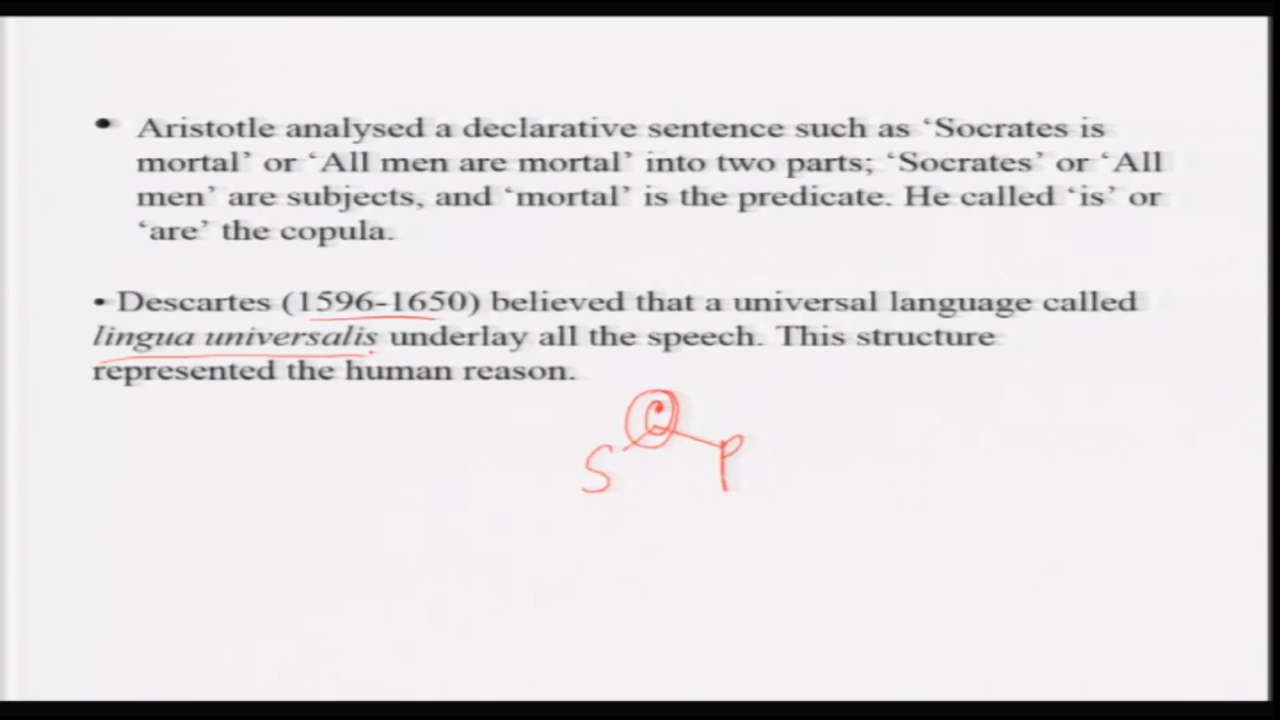 • Aristotle analysed a declarative sentence such as ‘Socrates is
mortal’ or ‘All men are mortal’ into two parts; ‘Socrates’ or ‘All
men’ are subjects, and ‘mortal’ is the predicate. He called ‘is’ or
‘are’ the copula.
• Descartes (1596-1650) believed that a universal language called
lingua universalis underlay all the speech. This structure
represented the human reason.
C
S P